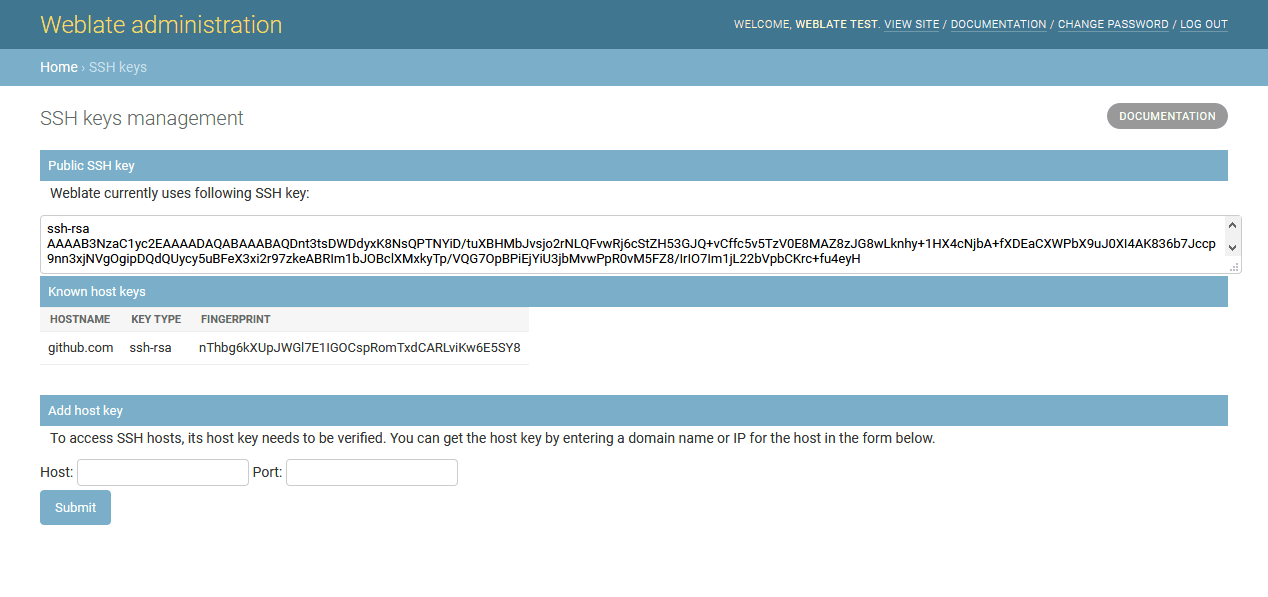 Weblate administration
WELCOME, WEBLATE TEST. VIEW SITE / DOCUMENTATION / CHANGE PASSWORD / LOG OUT
Home › SSH keys
SSH keys management
DOCUMENTATION
Public SSH key
Weblate currently uses following SSH key:
ssh-rsa
AAAAB3NzaC1yc2EAAAADAQABAAABAQDnt3tsDWDdyxK8NsQPTNYiD/tuXBHMbJvsjo2rNLQFvwRj6cStZH53GJQ+vCffc5v5TzV0E8MAZ8zJG8wLknhy+1HX4cNjbA+fXDEaCXWPbX9uJ0XI4AK836b7Jccp
9nn3xjNVgOgipDQdQUycy5uBFeX3xi2r97zkeABRIm1bJOBclXMxkyTp/VQG7OpBPiEjYiU3jbMvwPpR0vM5FZ8/IrIO7Im1jL22bVpbCKrc+fu4eyH
Known host keys
HOSTNAME KEY TYPE FINGERPRINT
github.com ssh-rsa nThbg6kXUpJWGl7E1IGOCspRomTxdCARLviKw6E5SY8
Add host key
To access SSH hosts, its host key needs to be verified. You can get the host key by entering a domain name or IP for the host in the form below.
Host: Port:
Submit